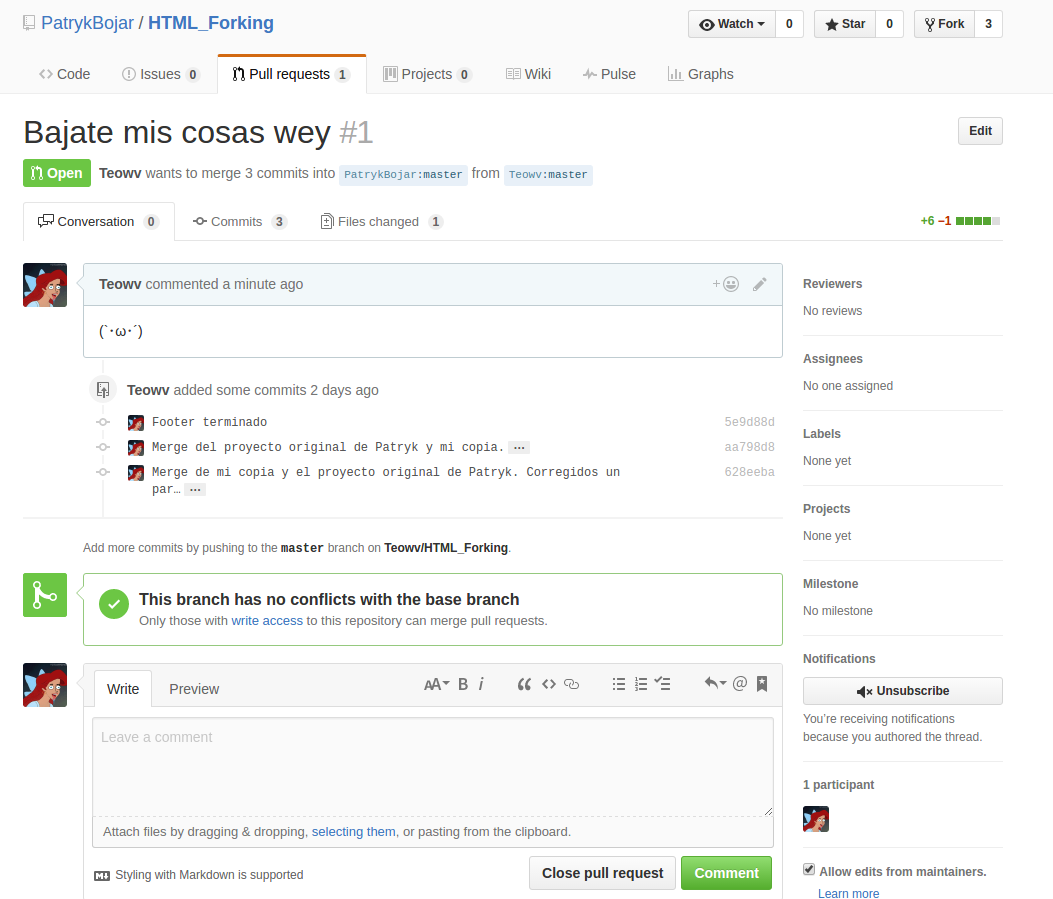 PatrykBojar / HTML_Forking
Watch 0 Star 0 Fork 3
Code Issues 0 Pull requests 1 Projects 0 Wiki Pulse Graphs
Bajate mis cosas wey #1
Edit
Open Teowv wants to merge 3 commits into PatrykBojar:master from Teowv:master
Conversation 0 Commits 3 Files changed 1
+6 −1
Teowv commented a minute ago
(`･ω･´)
Teowv added some commits 2 days ago
Footer terminado 5e9d88d
Merge del proyecto original de Patryk y mi copia. … aa798d8
Merge de mi copia y el proyecto original de Patryk. Corregidos un 628eeba
par… …
Add more commits by pushing to the master branch on Teowv/HTML_Forking.
This branch has no conflicts with the base branch
Only those with write access to this repository can merge pull requests.
Write Preview
AA B i @
Leave a comment
Attach files by dragging & dropping, selecting them, or pasting from the clipboard.
Styling with Markdown is supported
Close pull request Comment
Reviewers
No reviews
Assignees
No one assigned
Labels
None yet
Projects
None yet
Milestone
No milestone
Notifications
Unsubscribe
You’re receiving notifications
because you authored the thread.
1 participant
Allow edits from maintainers.
Learn more